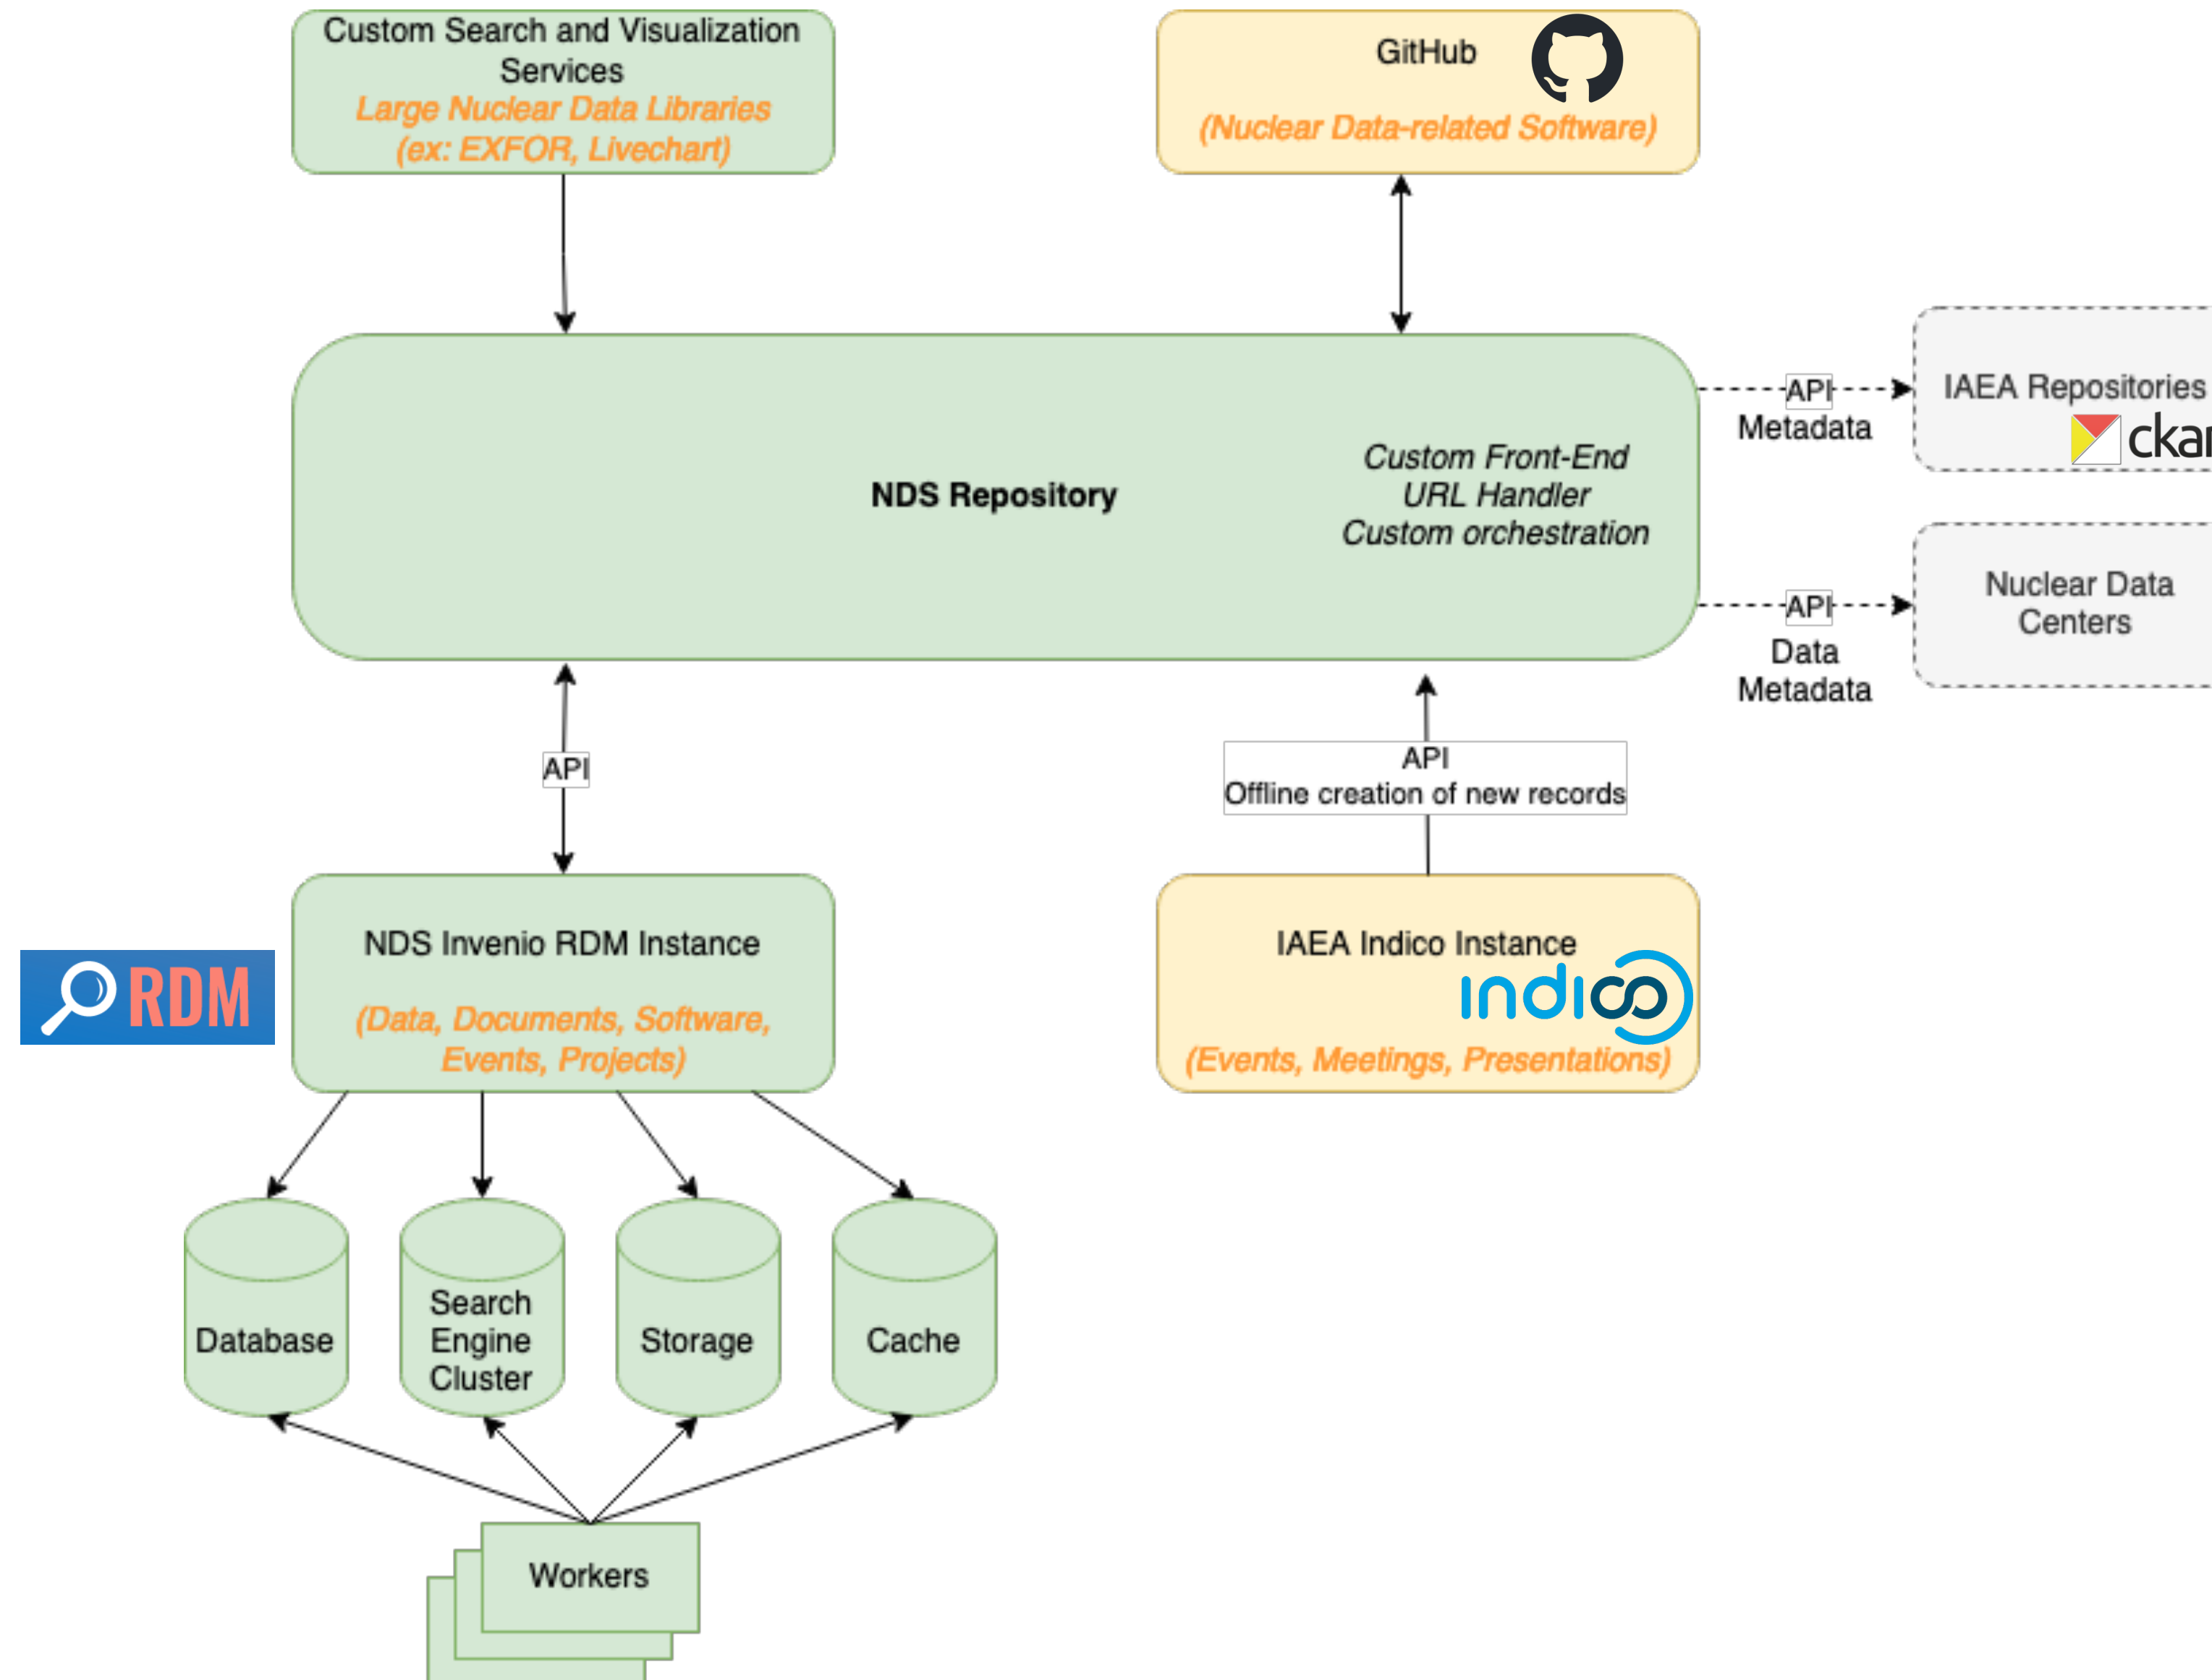 Custom Search and Visualization
Services
Large Nuclear Data Libraries
(ex: EXFOR, Livechart)
GitHub
(Nuclear Data-related Software)
NDS Repository
Custom Front-End
URL Handler
Custom orchestration
API
Metadata
IAEA Repositories
API
Data
Metadata
Nuclear Data
Centers
API
API
Offline creation of new records
RDM
NDS Invenio RDM Instance
(Data, Documents, Software,
Events, Projects)
IAEA Indico Instance
indico
(Events, Meetings, Presentations)
Database
Search
Engine
Cluster
Storage
Cache
Workers